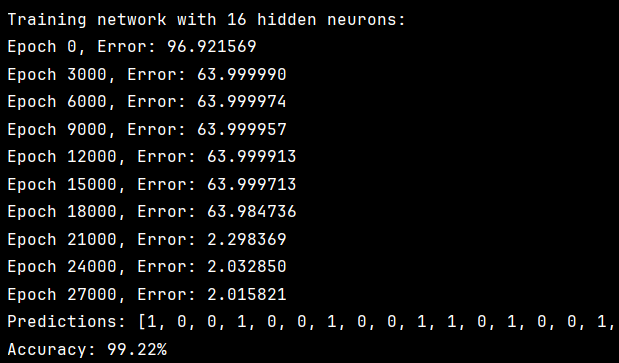 Training network with 16 hidden neurons:
Epoch 0, Error: 96.921569
Epoch 3000, Error: 63.999990
Epoch 6000, Error: 63.999974
Epoch 9000, Error: 63.999957
Epoch 12000, Error: 63.999913
Epoch 15000, Error: 63.999713
Epoch 18000, Error: 63.984736
Epoch 21000, Error: 2.298369
Epoch 24000, Error: 2.032850
Epoch 27000, Error: 2.015821
Predictions: [1, 0, 0, 1, 0, 0, 1, 0, 0, 1, 1, 0, 1, 0, 0, 1,
Accuracy: 99.22%